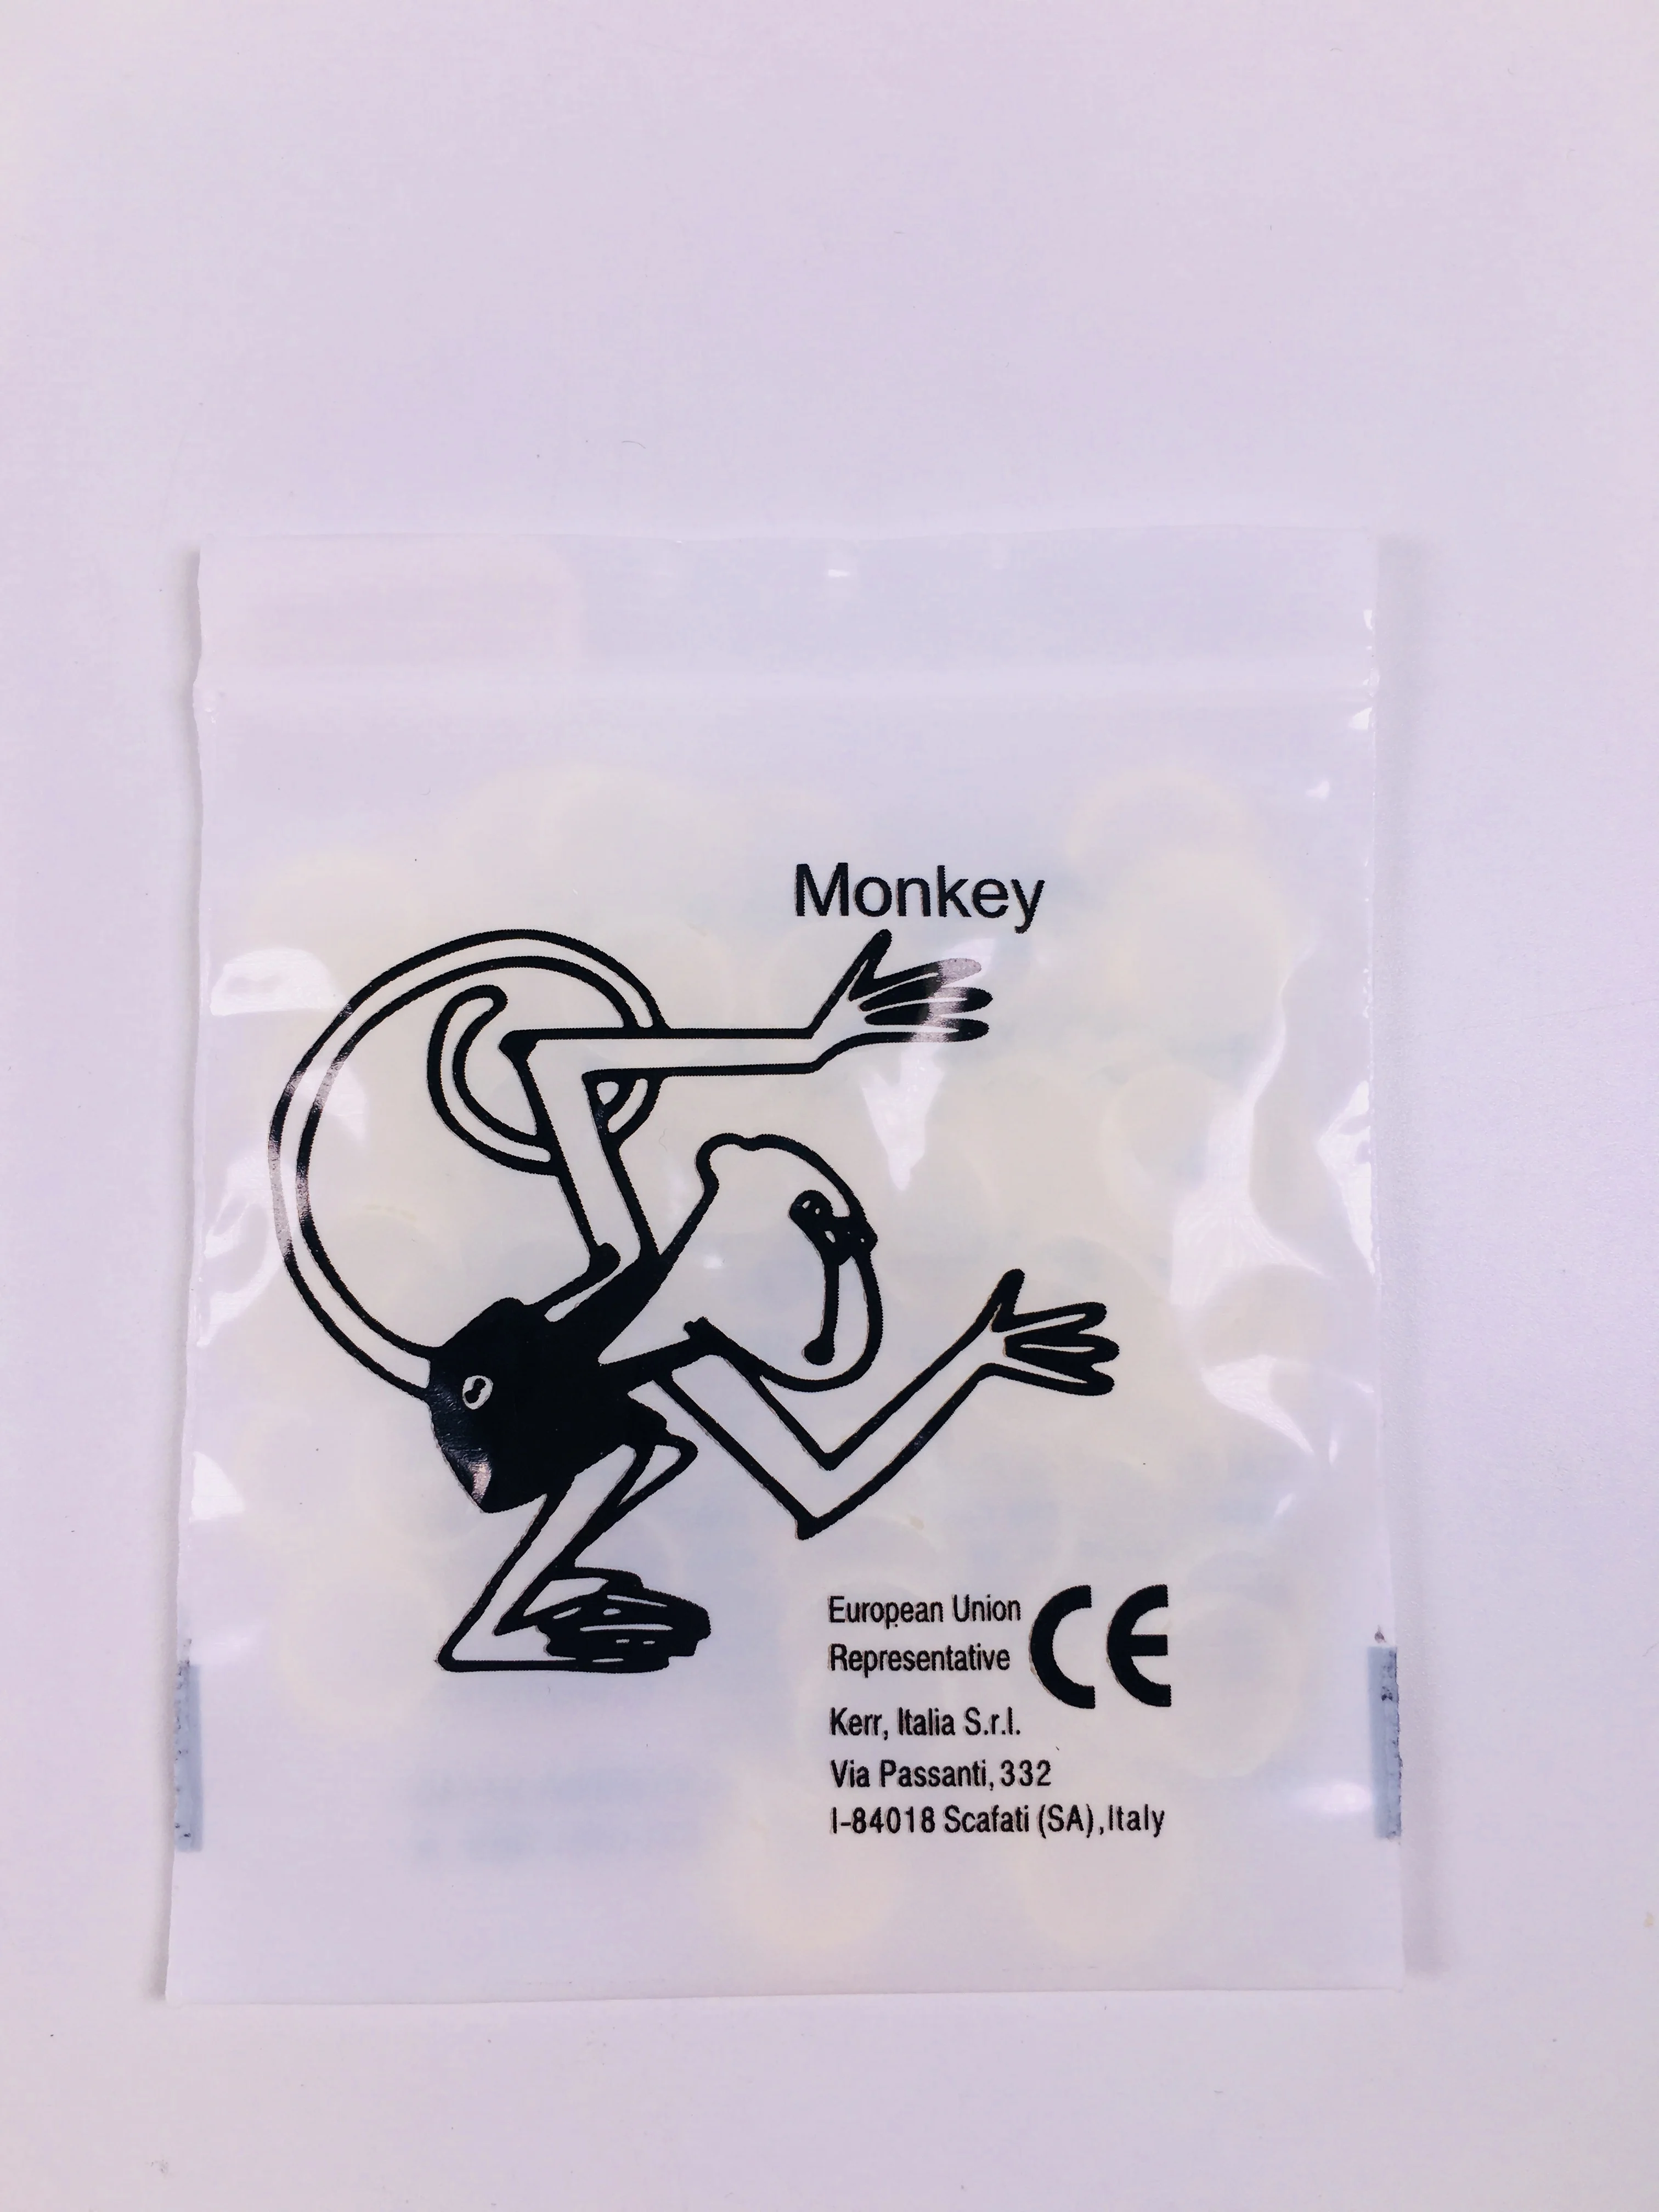 Monkey
European Union
Representative
CE
Kerr, Italia S.r.l.
Via Passanti, 332
I-84018 Scafati (SA), Italy